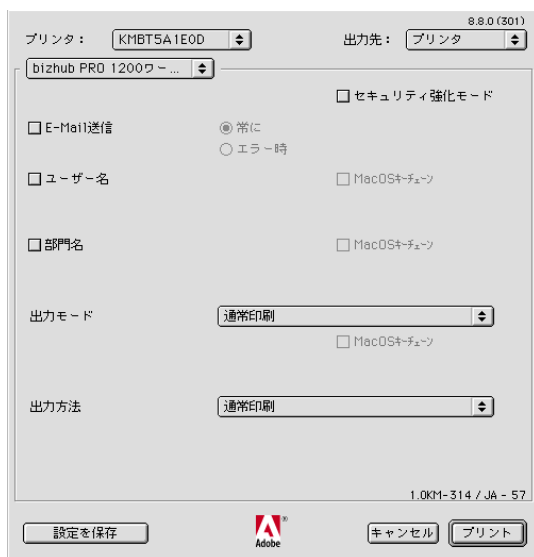 8.8.0 (301)
プリンタ： KMBT5A1E0D 出力先： プリンタ
bizhub PRO 1200ワー...
セキュリティ強化モード
E-Mail送信 常に
エラー時
ユーザー名 MacOSキーチェーン
部門名 MacOSキーチェーン
出力モード 通常印刷
MacOSキーチェーン
出力方法 通常印刷
1.0KM-314 / JA - 57
設定を保存 Adobe ® キャンセル プリント